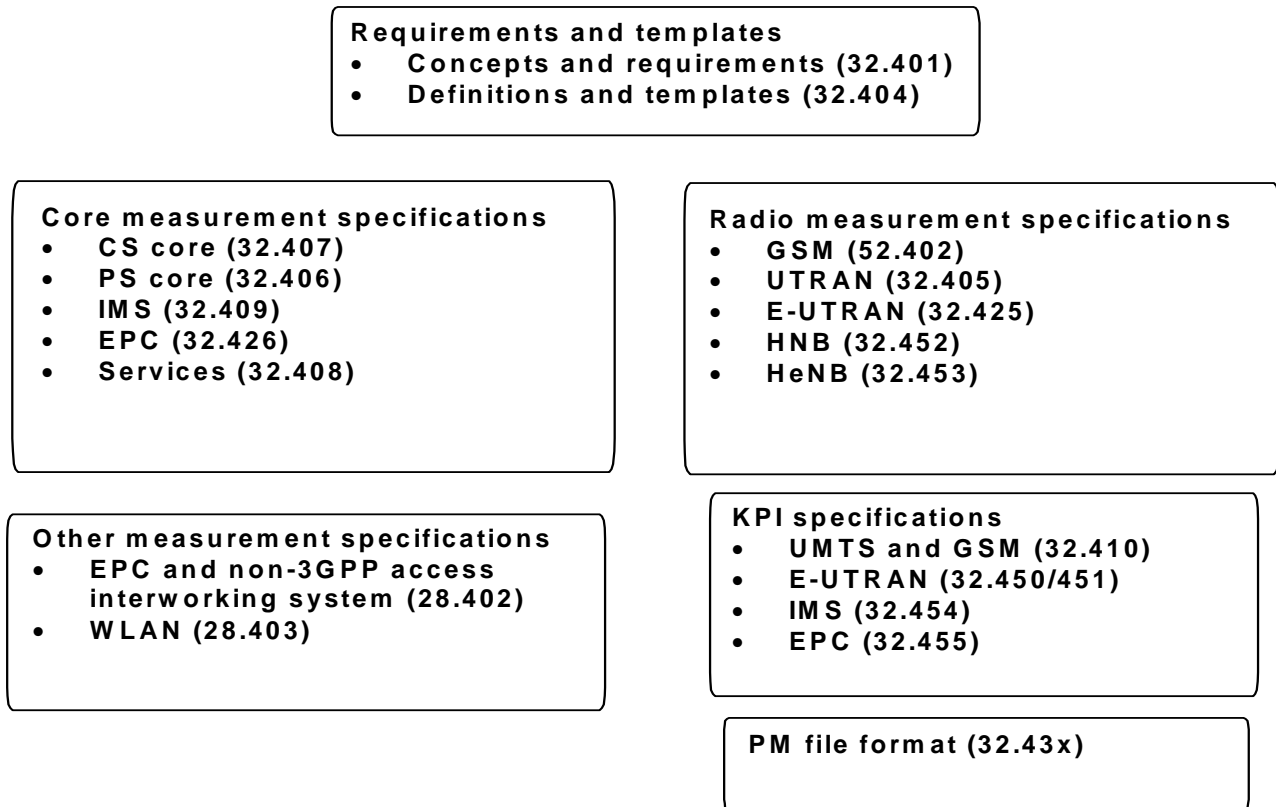 Requirements and templates
• Concepts and requirements (32.401)
• Definitions and templates (32.404)
Core measurement specifications
• CS core (32.407)
• PS core (32.406)
• IMS (32.409)
• EPC (32.426)
• Services (32.408)
Radio measurement specifications
• GSM (52.402)
• UTRAN (32.405)
• E-UTRAN (32.425)
• HNB (32.452)
• HeNB (32.453)
Other measurement specifications
• EPC and non-3GPP access
interworking system (28.402)
• WLAN (28.403)
KPI specifications
• UMTS and GSM (32.410)
• E-UTRAN (32.450/451)
• IMS (32.454)
• EPC (32.455)
PM file format (32.43x)